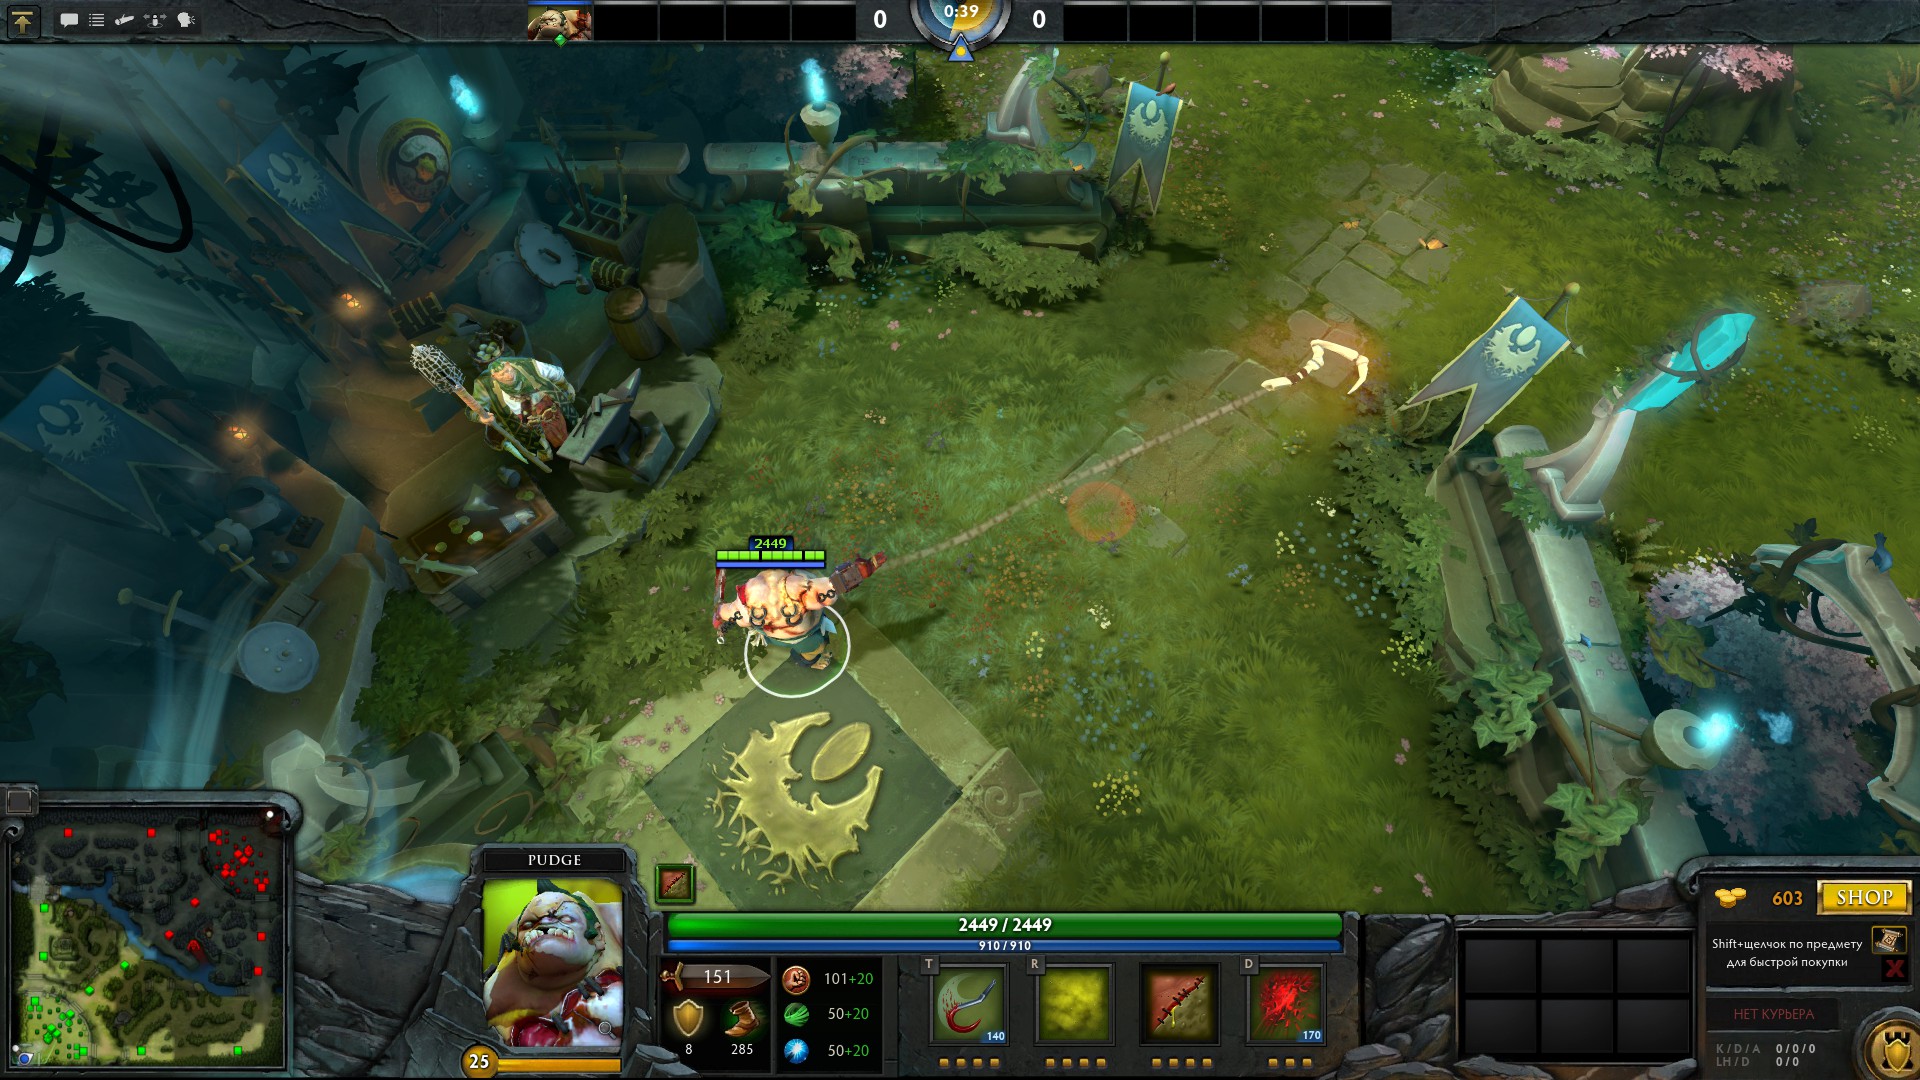 0
0:39
0
2449
PUDGE
2449 / 2449
910 / 910
151
8
285
101+20
50+20
50+20
25
T
R
D
140
170
603
SHOP
Shift+щелчок по предмету
для быстрой покупки
НЕТ КУРЬЕРА
K / D / A 0/0/0
LH / D 0/0